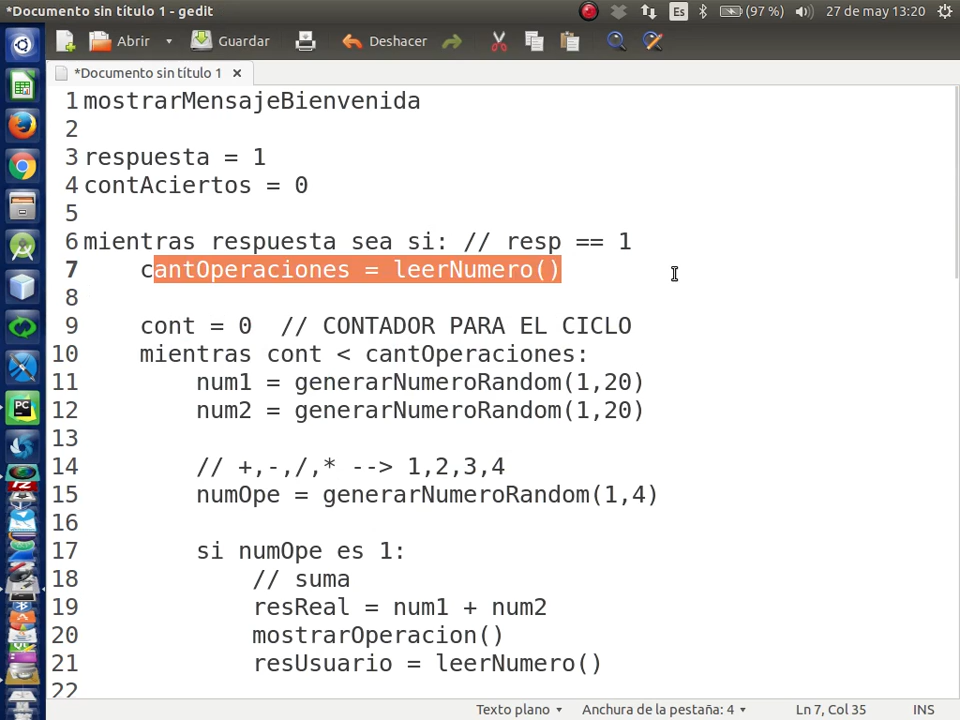 *Documento sin título 1 - gedit
Es
(97 %)
27 de may 13:20
Abrir
Guardar
Deshacer
*Documento sin título 1
1 mostrarMensajeBienvenida
2
3 respuesta = 1
4 contAciertos = 0
5
6 mientras respuesta sea si: // resp == 1
7     cantOperaciones = leerNumero()
8
9     cont = 0  // CONTADOR PARA EL CICLO
10     mientras cont < cantOperaciones:
11         num1 = generarNumeroRandom(1,20)
12         num2 = generarNumeroRandom(1,20)
13
14         // +,-,/,* --> 1,2,3,4
15         numOpe = generarNumeroRandom(1,4)
16
17         si numOpe es 1:
18             // suma
19             resReal = num1 + num2
20             mostrarOperacion()
21             resUsuario = leerNumero()
22
PC
Texto plano
Anchura de la pestaña: 4
Ln 7, Col 35
INS